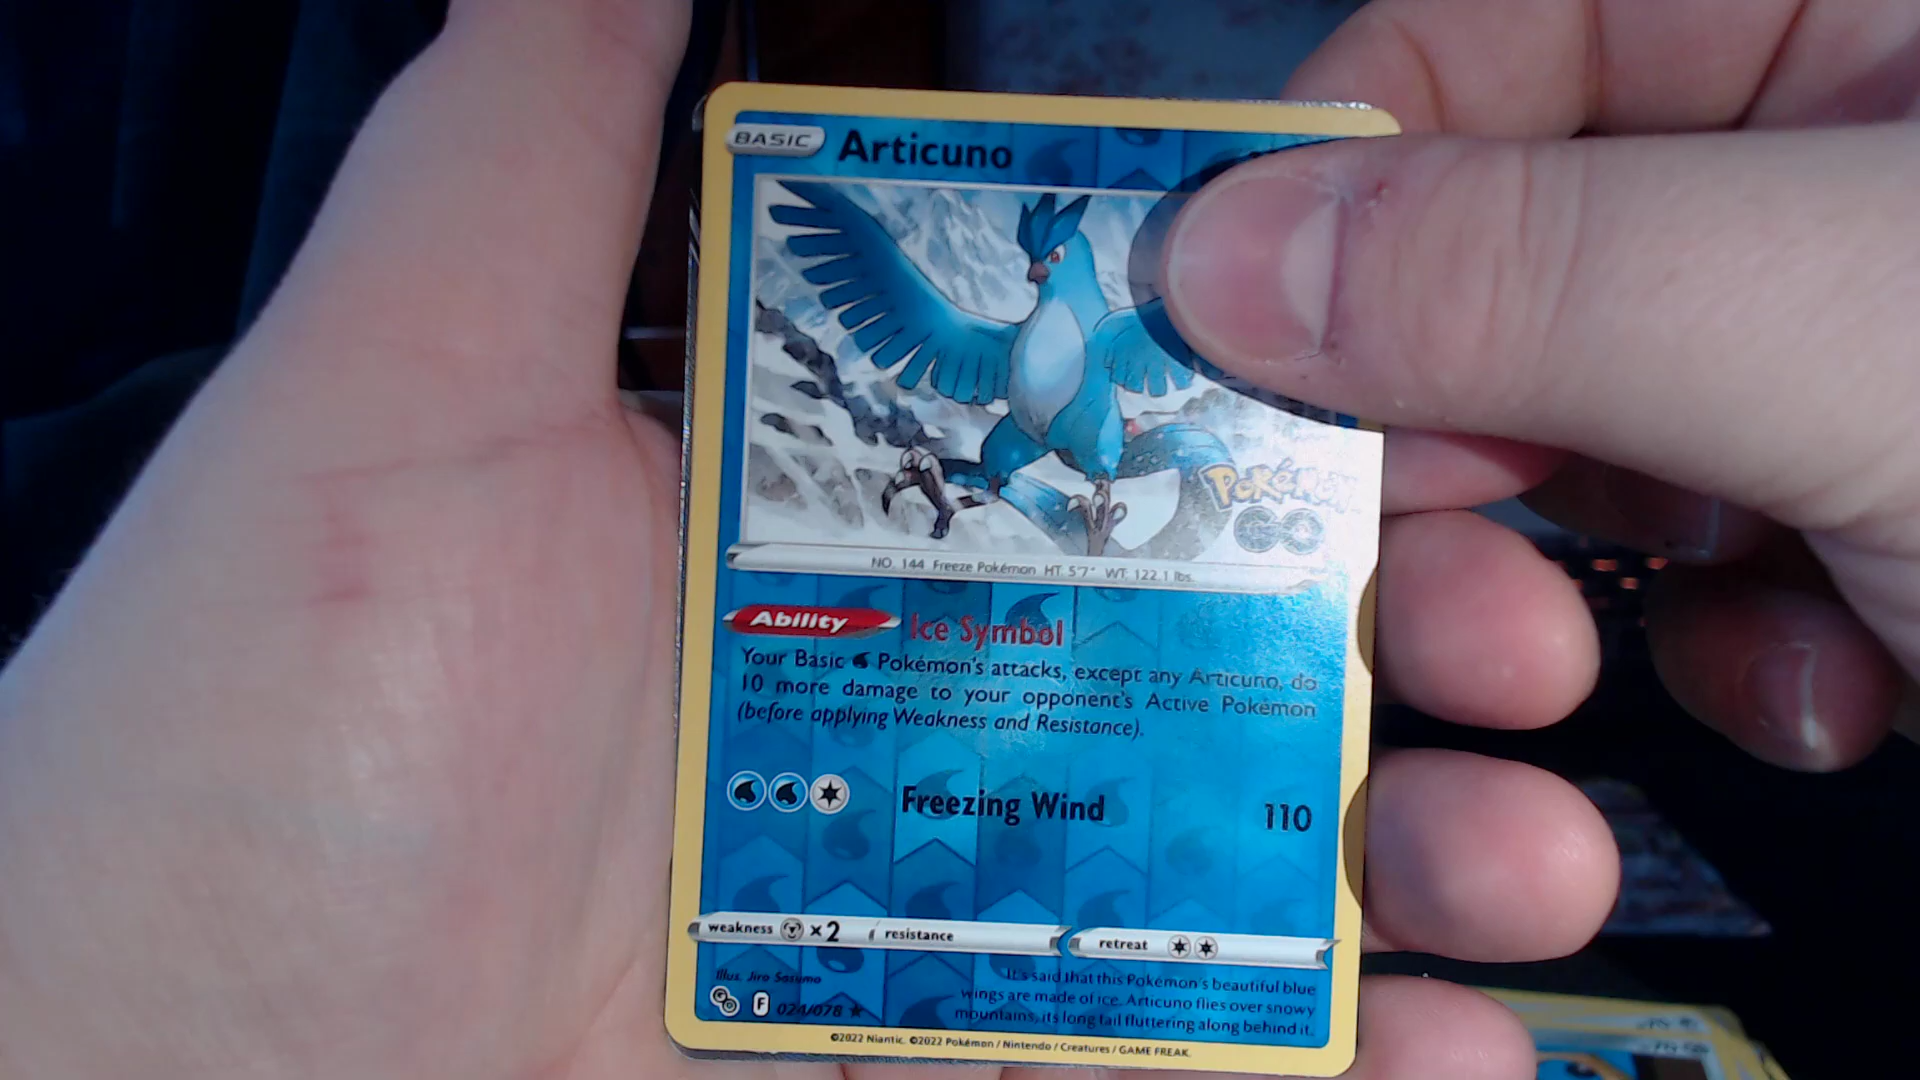 BASIC Articuno
Pokémon
GO
NO. 144 Freeze Pokémon HT: 5'7" WT: 122.1 lbs.
Ability Ice Symbol
Your Basic Pokémon's attacks, except any Articuno, do
10 more damage to your opponent's Active Pokémon
(before applying Weakness and Resistance).
Freezing Wind 110
weakness ×2 resistance retreat
Illus. Jiro Sasumo
It's said that this Pokémon's beautiful blue
wings are made of ice. Articuno flies over snowy
mountains, its long tail fluttering along behind it.
GO F 024/078 ★
©2022 Niantic. ©2022 Pokémon / Nintendo / Creatures / GAME FREAK.